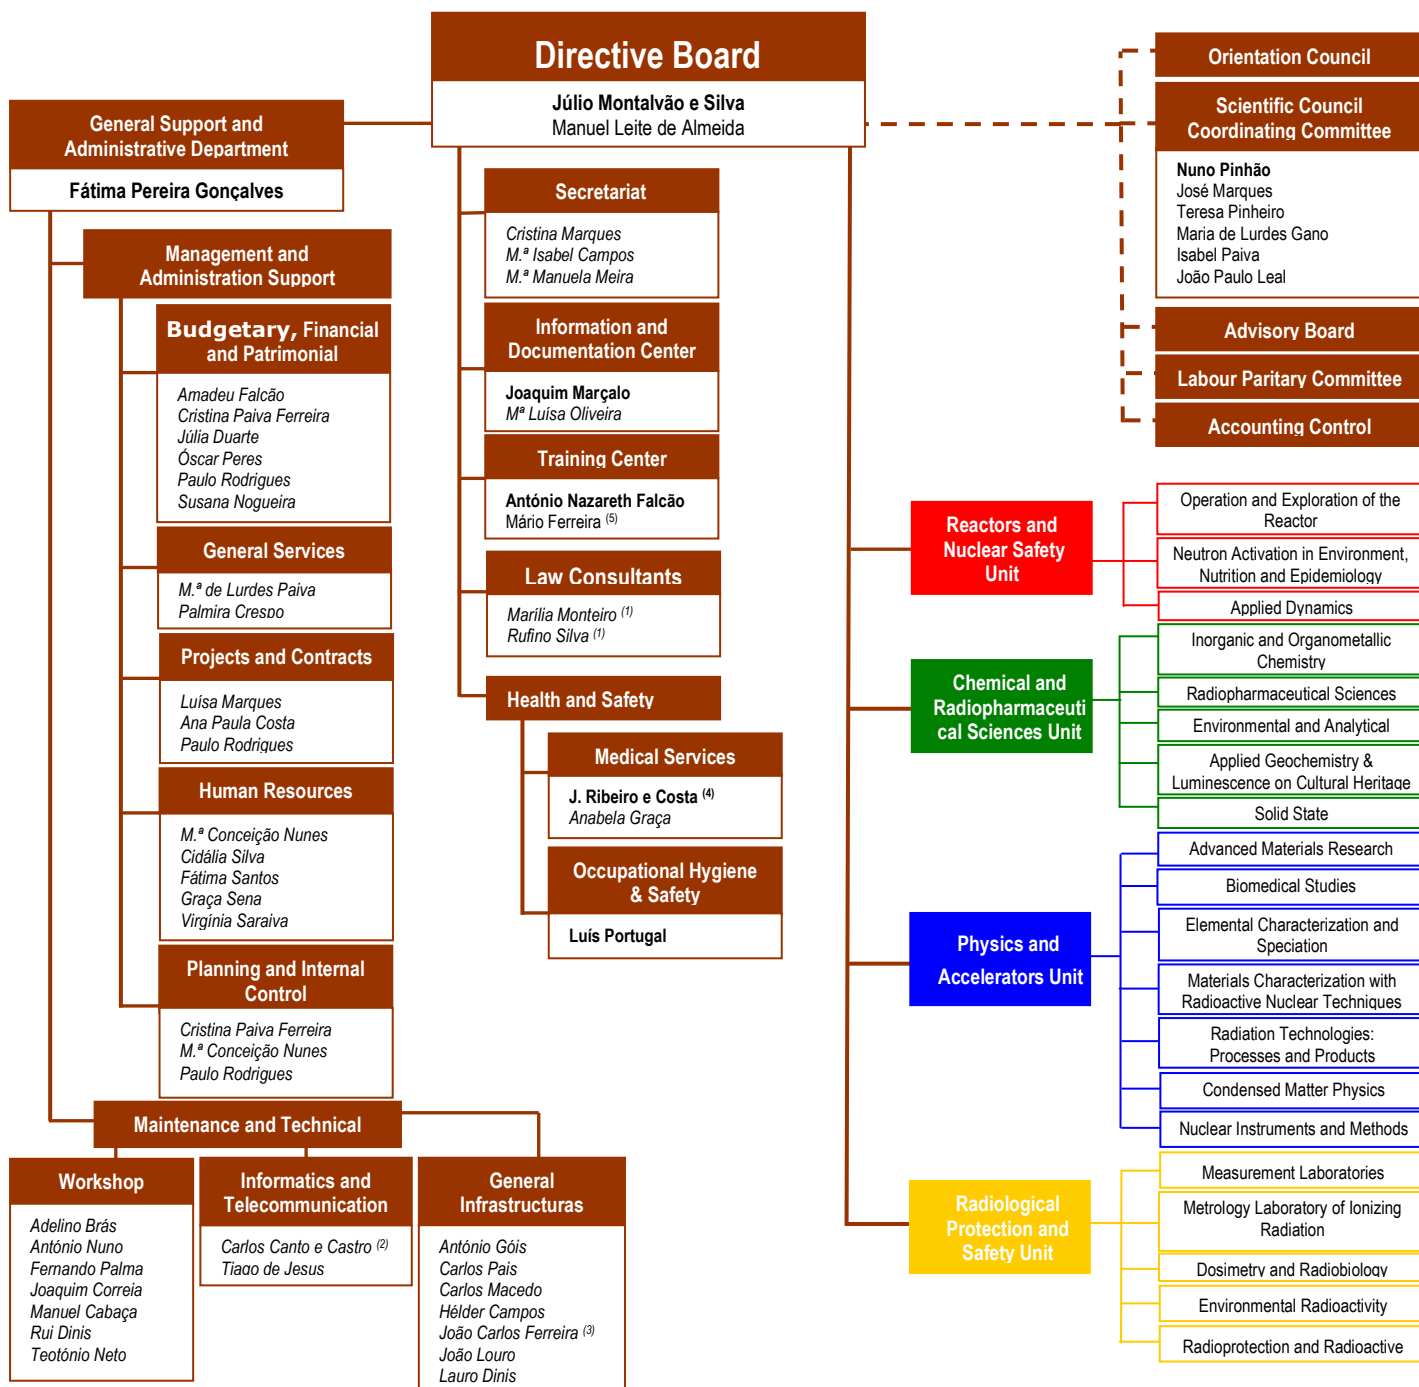 Directive Board
Júlio Montalvão e Silva
Manuel Leite de Almeida
General Support and
Administrative Department
Fátima Pereira Gonçalves
Management and
Administration Support
Budgetary, Financial
and Patrimonial
Amadeu Falcão
Cristina Paiva Ferreira
Júlia Duarte
Óscar Peres
Paulo Rodrigues
Susana Nogueira
General Services
M.ª de Lurdes Paiva
Palmira Crespo
Projects and Contracts
Luísa Marques
Ana Paula Costa
Paulo Rodrigues
Human Resources
M.ª Conceição Nunes
Cidália Silva
Fátima Santos
Graça Sena
Virgínia Saraiva
Planning and Internal
Control
Cristina Paiva Ferreira
M.ª Conceição Nunes
Paulo Rodrigues
Maintenance and Technical
Workshop
Adelino Brás
António Nuno
Fernando Palma
Joaquim Correia
Manuel Cabaça
Rui Dinis
Teotónio Neto
Informatics and
Telecommunication
Carlos Canto e Castro (2)
Tiago de Jesus
General
Infrastructuras
António Góis
Carlos Pais
Carlos Macedo
Hélder Campos
João Carlos Ferreira (3)
João Louro
Lauro Dinis
Secretariat
Cristina Marques
M.ª Isabel Campos
M.ª Manuela Meira
Information and
Documentation Center
Joaquim Marçalo
Mª Luísa Oliveira
Training Center
António Nazareth Falcão
Mário Ferreira (5)
Law Consultants
Marília Monteiro (1)
Rufino Silva (1)
Health and Safety
Medical Services
J. Ribeiro e Costa (4)
Anabela Graça
Occupational Hygiene
& Safety
Luís Portugal
Orientation Council
Scientific Council
Coordinating Committee
Nuno Pinhão
José Marques
Teresa Pinheiro
Maria de Lurdes Gano
Isabel Paiva
João Paulo Leal
Advisory Board
Labour Paritary Committee
Accounting Control
Reactors and
Nuclear Safety
Unit
Operation and Exploration of the
Reactor
Neutron Activation in Environment,
Nutrition and Epidemiology
Applied Dynamics
Chemical and
Radiopharmaceuti
cal Sciences Unit
Inorganic and Organometallic
Chemistry
Radiopharmaceutical Sciences
Environmental and Analytical
Applied Geochemistry &
Luminescence on Cultural Heritage
Solid State
Physics and
Accelerators Unit
Advanced Materials Research
Biomedical Studies
Elemental Characterization and
Speciation
Materials Characterization with
Radioactive Nuclear Techniques
Radiation Technologies:
Processes and Products
Condensed Matter Physics
Nuclear Instruments and Methods
Radiological
Protection and
Safety Unit
Measurement Laboratories
Metrology Laboratory of Ionizing
Radiation
Dosimetry and Radiobiology
Environmental Radioactivity
Radioprotection and Radioactive